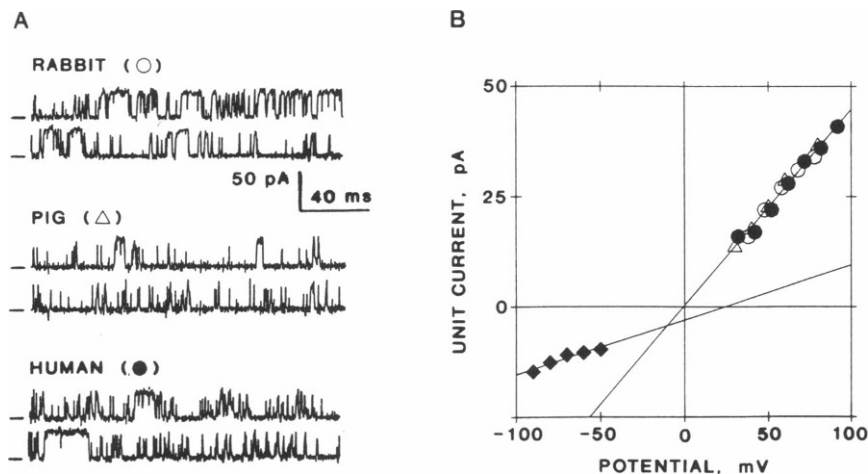 A
RABBIT (○)
50 pA
40 ms
PIG (△)
HUMAN (●)
B
UNIT CURRENT, pA
50
25
0
-100
-50
0
50
100
POTENTIAL, mV